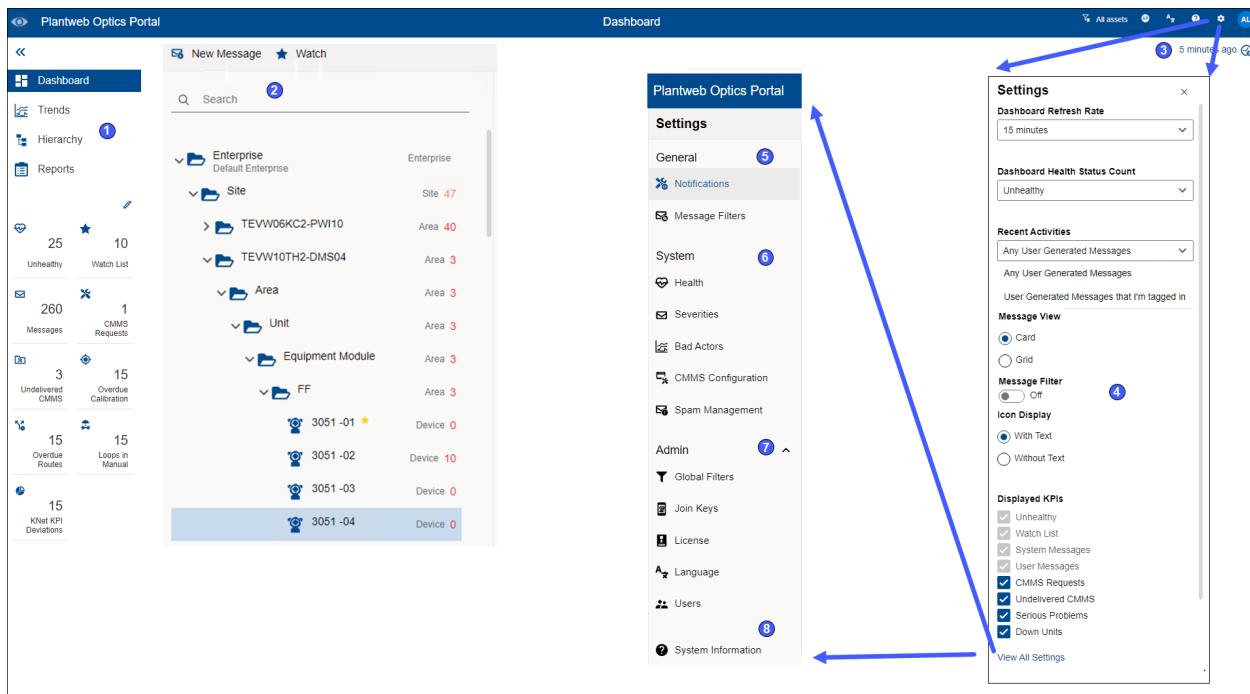 Plantweb Optics Portal
Dashboard
All assets
AL
3
5 minutes ago
Dashboard
Trends
Hierarchy
1
Reports
25
Unhealthy
10
Watch List
260
Messages
1
CMMS
Requests
3
Undelivered
CMMS
15
Overdue
Calibration
15
Overdue
Routes
15
Loops in
Manual
15
KNet KPI
Deviations
New Message
Watch
2
Search
Enterprise
Default Enterprise
Enterprise
Site
Site 47
TEVW06KC2-PWI10
Area 40
TEVW10TH2-DMS04
Area 3
Area
Area 3
Unit
Area 3
Equipment Module
Area 3
FF
Area 3
3051 -01
Device 0
3051 -02
Device 10
3051 -03
Device 0
3051 -04
Device 0
Plantweb Optics Portal
Settings
General
5
Notifications
Message Filters
System
6
Health
Severities
Bad Actors
CMMS Configuration
Spam Management
Admin
7
Global Filters
Join Keys
License
Language
Users
8
System Information
Settings
×
Dashboard Refresh Rate
15 minutes
Dashboard Health Status Count
Unhealthy
Recent Activities
Any User Generated Messages
Any User Generated Messages
User Generated Messages that I'm tagged in
Message View
Card
Grid
Message Filter
Off
4
Icon Display
With Text
Without Text
Displayed KPIs
Unhealthy
Watch List
System Messages
User Messages
CMMS Requests
Undelivered CMMS
Serious Problems
Down Units
View All Settings